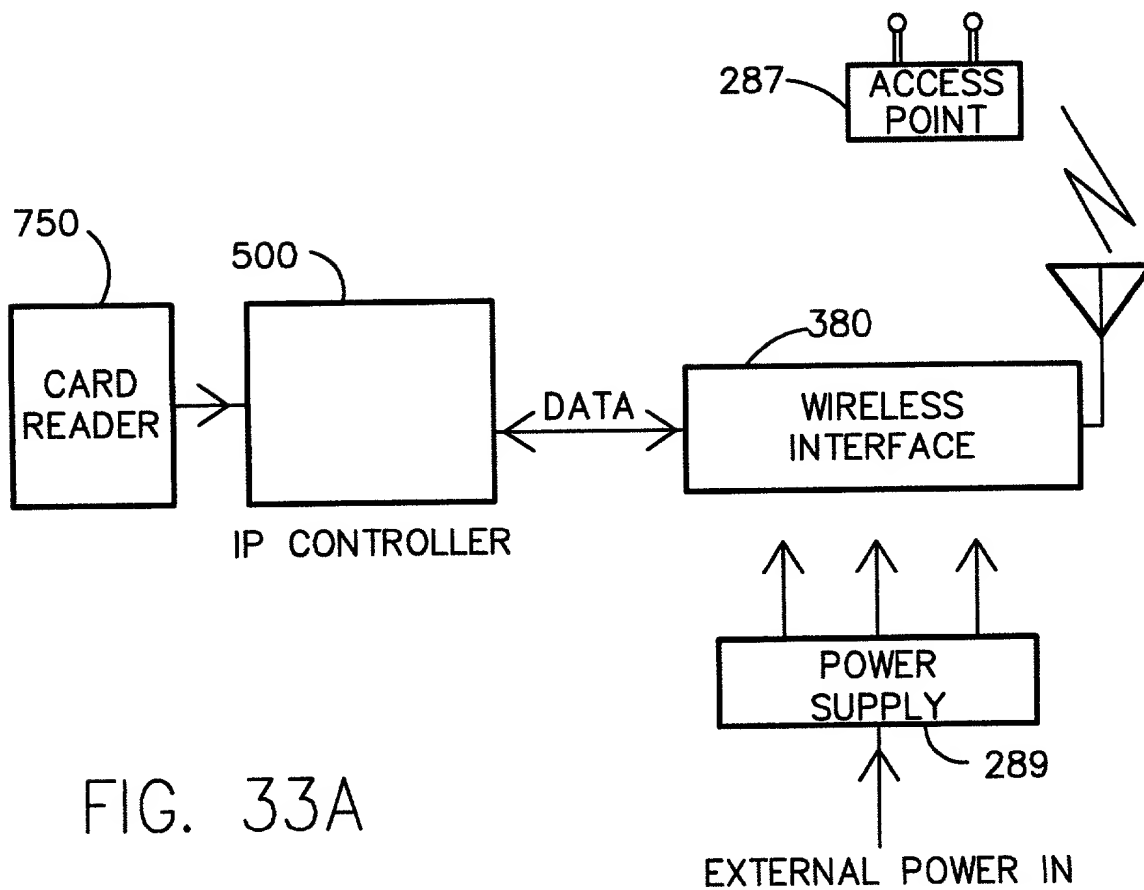 287
ACCESS
POINT
750
500
380
CARD
READER
DATA
WIRELESS
INTERFACE
IP CONTROLLER
POWER
SUPPLY
289
FIG. 33A
EXTERNAL POWER IN